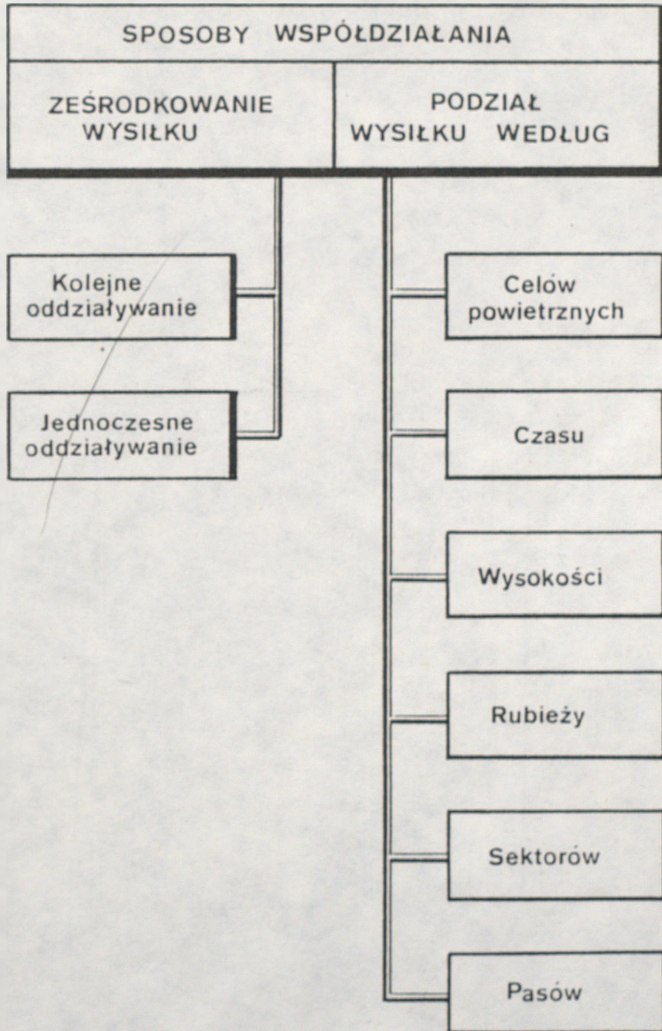 SPOSOBY WSPÓŁDZIAŁANIA
ZEŚRODKOWANIE
WYSIŁKU
PODZIAŁ
WYSIŁKU WEDŁUG
Kolejne
oddziaływanie
Jednoczesne
oddziaływanie
Celów
powietrznych
Czasu
Wysokości
Rubieży
Sektorów
Pasów